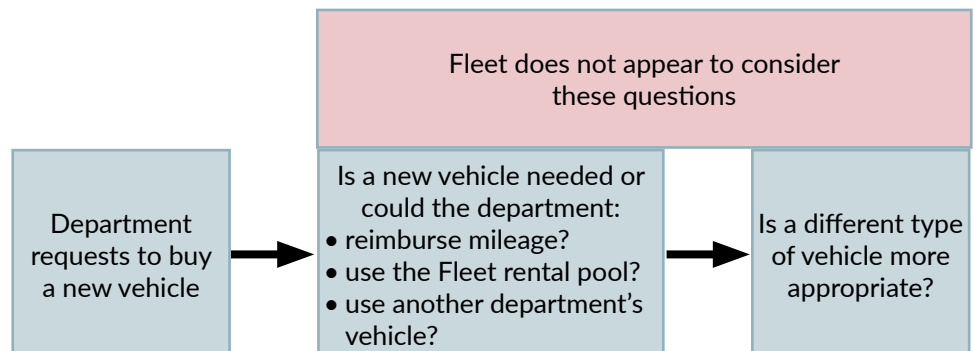 Fleet does not appear to consider
these questions
Department
requests to buy
a new vehicle
Is a new vehicle needed or
could the department:
• reimburse mileage?
• use the Fleet rental pool?
• use another department’s
vehicle?
Is a different type
of vehicle more
appropriate?